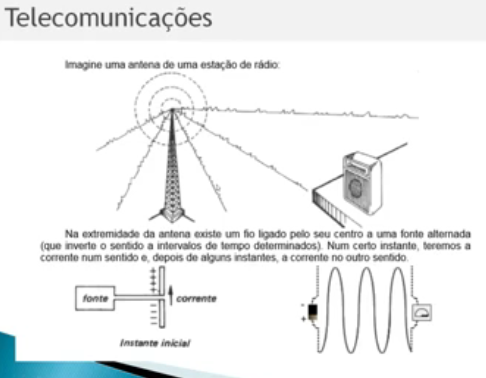 Telecomunicações
Imagine uma antena de uma estação de rádio:
Na extremidade da antena existe um fio ligado pelo seu centro a uma fonte alternada
(que inverte o sentido a intervalos de tempo determinados). Num certo instante, teremos a
corrente num sentido e, depois de alguns instantes, a corrente no outro sentido.
fonte
corrente
Instante inicial